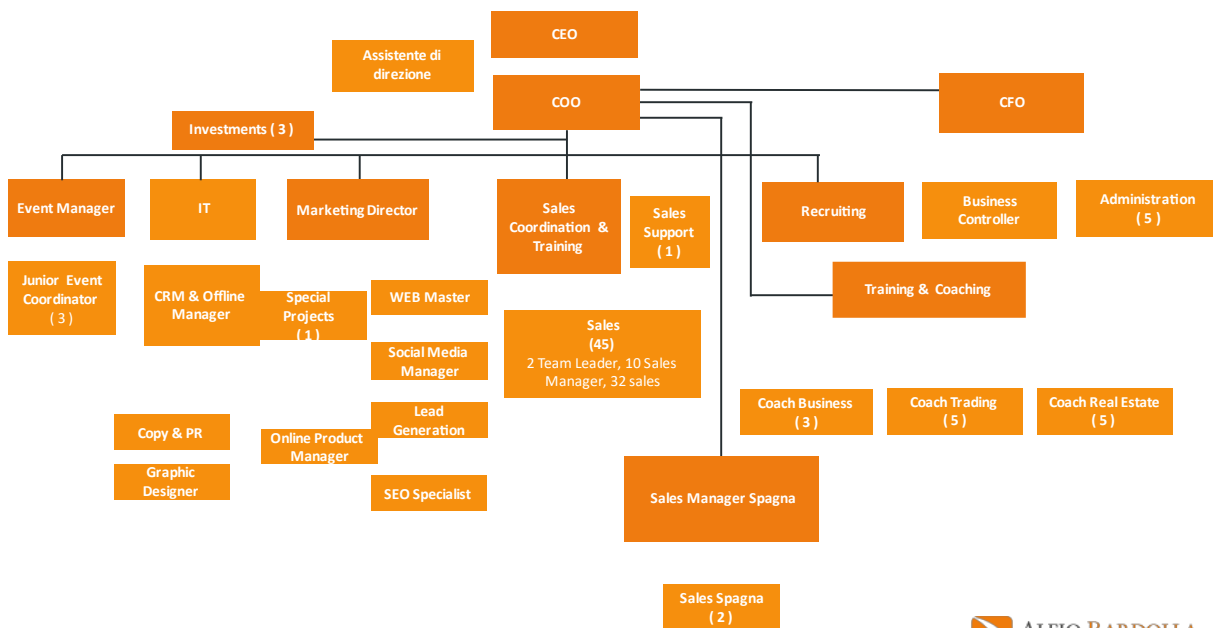 CEO
Assistente di
direzione
COO
CFO
Investments ( 3 )
Event Manager
IT
Marketing Director
Sales
Coordination &
Training
Sales
Support
( 1 )
Recruiting
Business
Controller
Administration
( 5 )
Junior Event
Coordinator
( 3 )
CRM & Offline
Manager
Special
Projects
( 1 )
WEB Master
Training & Coaching
Sales
(45)
2 Team Leader, 10 Sales
Manager, 32 sales
Social Media
Manager
Coach Business
( 3 )
Coach Trading
( 5 )
Coach Real Estate
( 5 )
Copy & PR
Online Product
Manager
Lead
Generation
Graphic
Designer
SEO Specialist
Sales Manager Spagna
Sales Spagna
( 2 )
ALFIO BARDOLLA